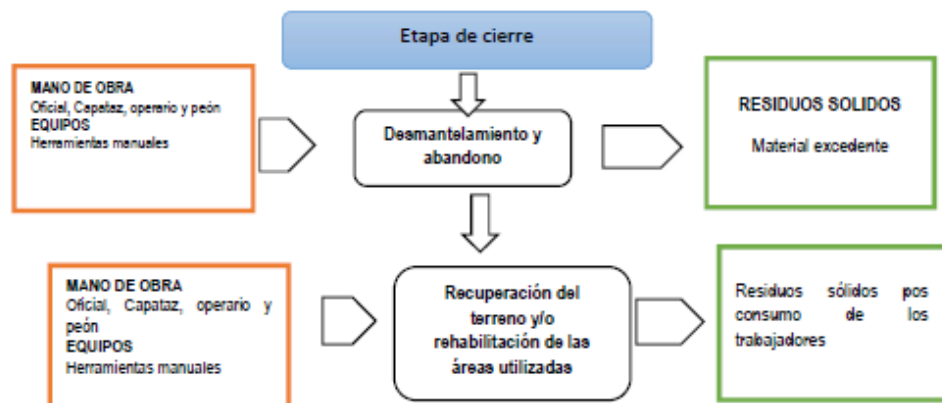 Etapa de cierre
MANO DE OBRA
Oficial, Capataz, operario y peón
EQUIPOS
Herramientas manuales
Desmantelamiento y
abandono
RESIDUOS SOLIDOS
Material excedente
MANO DE OBRA
Oficial, Capataz, operario y
peón
EQUIPOS
Herramientas manuales
Recuperación del
terreno y/o
rehabilitación de las
áreas utilizadas
Residuos sólidos pos
consumo de los
trabajadores